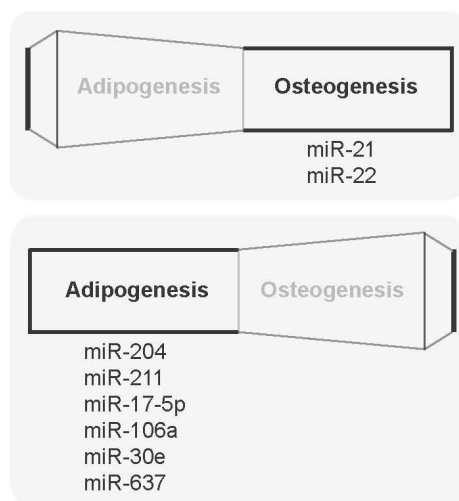 Adipogenesis Osteogenesis
miR-21
miR-22
Adipogenesis Osteogenesis
miR-204
miR-211
miR-17-5p
miR-106a
miR-30e
miR-637